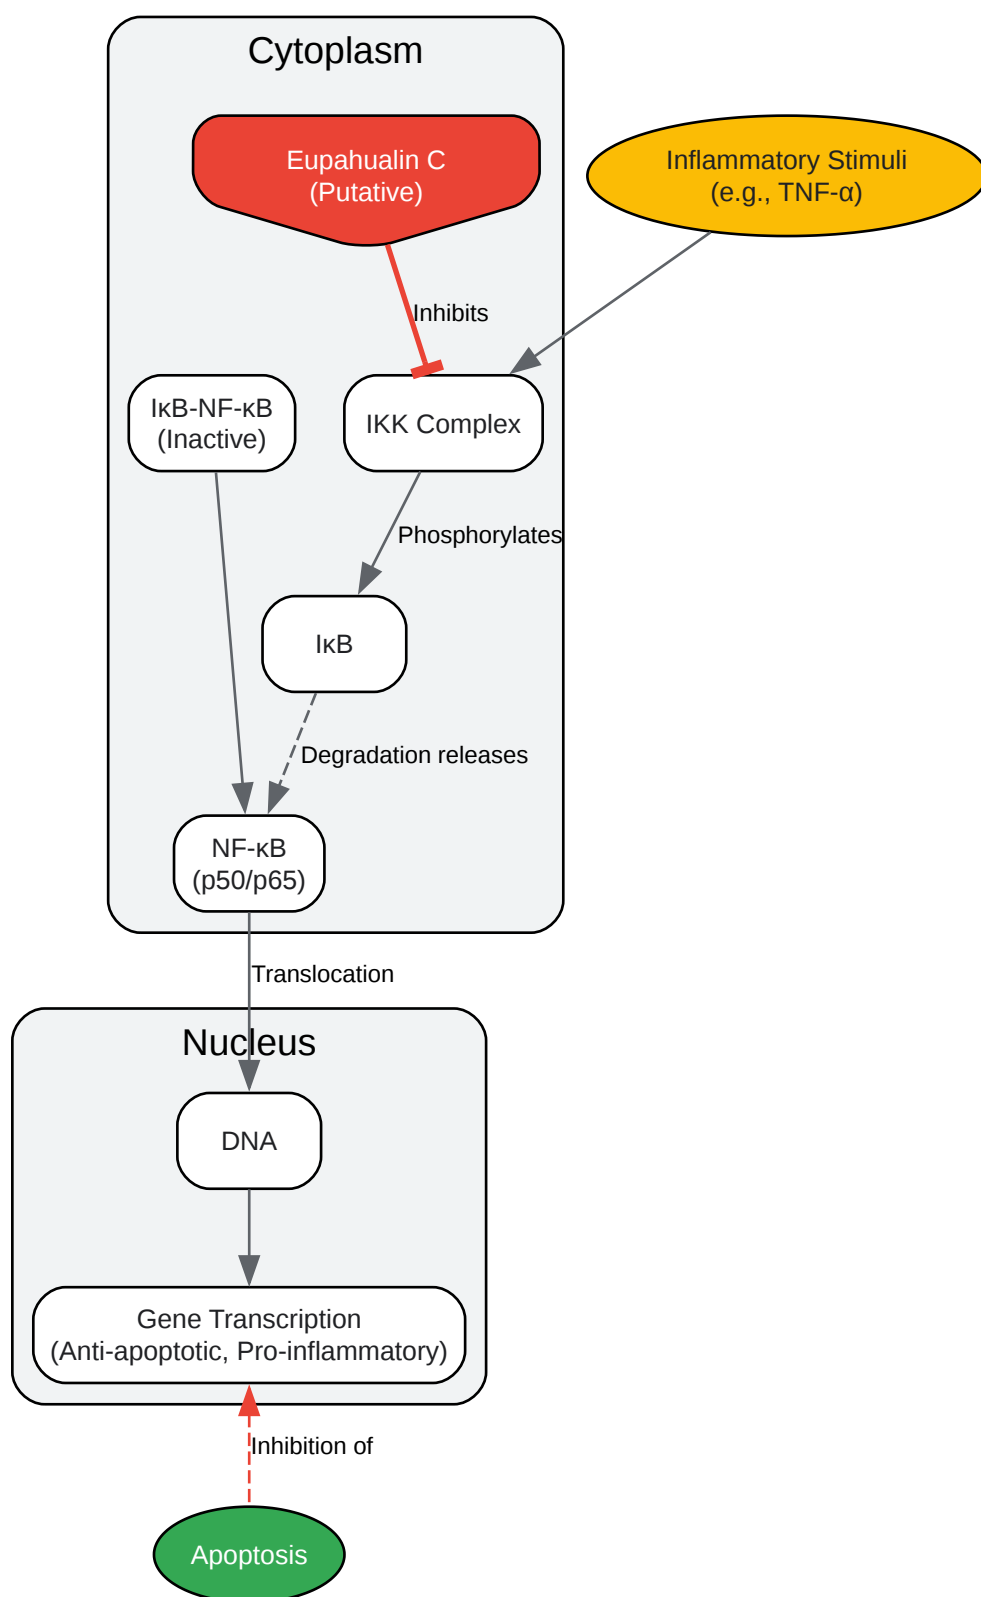 Cytoplasm
Eupahualin C
(Putative)
Inflammatory Stimuli
(e.g., TNF-α)
Inhibits
IκB-NF-κB
(Inactive)
IKK Complex
Phosphorylates
IκB
Degradation releases
NF-κB
(p50/p65)
Translocation
Nucleus
DNA
Gene Transcription
(Anti-apoptotic, Pro-inflammatory)
Inhibition of
Apoptosis